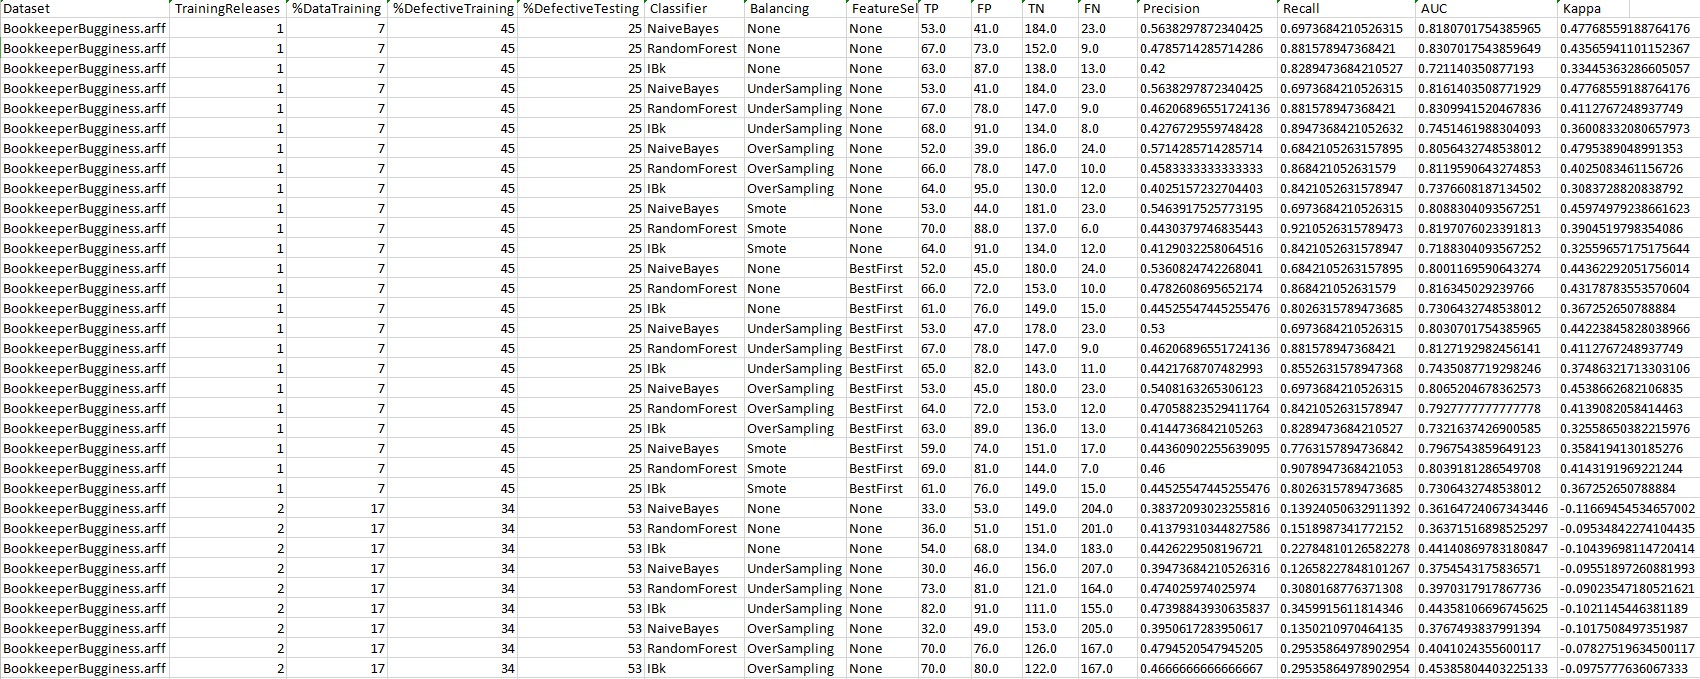 Dataset TrainingReleases %DataTraining %DefectiveTraining %DefectiveTesting Classifier Balancing FeatureSel TP FP TN FN Precision Recall AUC Kappa
BookkeeperBugginess.arff 1 7 45 25 NaiveBayes None None 53.0 41.0 184.0 23.0 0.5638297872340425 0.6973684210526315 0.8180701754385965 0.47768559188764176
BookkeeperBugginess.arff 1 7 45 25 RandomForest None None 67.0 73.0 152.0 9.0 0.4785714285714286 0.881578947368421 0.8307017543859649 0.43565941101152367
BookkeeperBugginess.arff 1 7 45 25 IBk None None 63.0 87.0 138.0 13.0 0.42 0.8289473684210527 0.721140350877193 0.33445363286605057
BookkeeperBugginess.arff 1 7 45 25 NaiveBayes UnderSampling None 53.0 41.0 184.0 23.0 0.5638297872340425 0.6973684210526315 0.8161403508771929 0.47768559188764176
BookkeeperBugginess.arff 1 7 45 25 RandomForest UnderSampling None 67.0 78.0 147.0 9.0 0.46206896551724136 0.881578947368421 0.8309941520467836 0.4112767248937749
BookkeeperBugginess.arff 1 7 45 25 IBk UnderSampling None 68.0 91.0 134.0 8.0 0.4276729559748428 0.8947368421052632 0.7451461988304093 0.36008332080657973
BookkeeperBugginess.arff 1 7 45 25 NaiveBayes OverSampling None 52.0 39.0 186.0 24.0 0.5714285714285714 0.6842105263157895 0.8056432748538012 0.4795389048991353
BookkeeperBugginess.arff 1 7 45 25 RandomForest OverSampling None 66.0 78.0 147.0 10.0 0.4583333333333333 0.868421052631579 0.8119590643274853 0.4025083461156726
BookkeeperBugginess.arff 1 7 45 25 IBk OverSampling None 64.0 95.0 130.0 12.0 0.4025157232704403 0.8421052631578947 0.7376608187134502 0.3083728820838792
BookkeeperBugginess.arff 1 7 45 25 NaiveBayes Smote None 53.0 44.0 181.0 23.0 0.5463917525773195 0.6973684210526315 0.8088304093567251 0.45974979238661623
BookkeeperBugginess.arff 1 7 45 25 RandomForest Smote None 70.0 88.0 137.0 6.0 0.4430379746835443 0.9210526315789473 0.8197076023391813 0.3904519798354086
BookkeeperBugginess.arff 1 7 45 25 IBk Smote None 64.0 91.0 134.0 12.0 0.4129032258064516 0.8421052631578947 0.7188304093567252 0.32559657175175644
BookkeeperBugginess.arff 1 7 45 25 NaiveBayes None BestFirst 52.0 45.0 180.0 24.0 0.5360824742268041 0.6842105263157895 0.8001169590643274 0.44362292051756014
BookkeeperBugginess.arff 1 7 45 25 RandomForest None BestFirst 66.0 72.0 153.0 10.0 0.4782608695652174 0.868421052631579 0.816345029239766 0.43178783553570604
BookkeeperBugginess.arff 1 7 45 25 IBk None BestFirst 61.0 76.0 149.0 15.0 0.44525547445255476 0.8026315789473685 0.7306432748538012 0.367252650788884
BookkeeperBugginess.arff 1 7 45 25 NaiveBayes UnderSampling BestFirst 53.0 47.0 178.0 23.0 0.53 0.6973684210526315 0.8030701754385965 0.44223845828038966
BookkeeperBugginess.arff 1 7 45 25 RandomForest UnderSampling BestFirst 67.0 78.0 147.0 9.0 0.46206896551724136 0.881578947368421 0.8127192982456141 0.4112767248937749
BookkeeperBugginess.arff 1 7 45 25 IBk UnderSampling BestFirst 65.0 82.0 143.0 11.0 0.4421768707482993 0.8552631578947368 0.7435087719298246 0.37486321713303106
BookkeeperBugginess.arff 1 7 45 25 NaiveBayes OverSampling BestFirst 53.0 45.0 180.0 23.0 0.5408163265306123 0.6973684210526315 0.8065204678362573 0.4538662682106835
BookkeeperBugginess.arff 1 7 45 25 RandomForest OverSampling BestFirst 64.0 72.0 153.0 12.0 0.47058823529411764 0.8421052631578947 0.7927777777777778 0.4139082058414463
BookkeeperBugginess.arff 1 7 45 25 IBk OverSampling BestFirst 63.0 89.0 136.0 13.0 0.4144736842105263 0.8289473684210527 0.7321637426900585 0.32558650382215976
BookkeeperBugginess.arff 1 7 45 25 NaiveBayes Smote BestFirst 59.0 74.0 151.0 17.0 0.44360902255639095 0.7763157894736842 0.7967543859649123 0.3584194130185276
BookkeeperBugginess.arff 1 7 45 25 RandomForest Smote BestFirst 69.0 81.0 144.0 7.0 0.46 0.9078947368421053 0.8039181286549708 0.4143191969221244
BookkeeperBugginess.arff 1 7 45 25 IBk Smote BestFirst 61.0 76.0 149.0 15.0 0.44525547445255476 0.8026315789473685 0.7306432748538012 0.367252650788884
BookkeeperBugginess.arff 2 17 34 53 NaiveBayes None None 33.0 53.0 149.0 204.0 0.38372093023255816 0.13924050632911392 0.36164724067343446 -0.11669454534657002
BookkeeperBugginess.arff 2 17 34 53 RandomForest None None 36.0 51.0 151.0 201.0 0.41379310344827586 0.1518987341772152 0.36371516898525297 -0.09534842274104435
BookkeeperBugginess.arff 2 17 34 53 IBk None None 54.0 68.0 134.0 183.0 0.4426229508196721 0.22784810126582278 0.44140869783180847 -0.10439698114720414
BookkeeperBugginess.arff 2 17 34 53 NaiveBayes UnderSampling None 30.0 46.0 156.0 207.0 0.39473684210526316 0.12658227848101267 0.3754543175836571 -0.09551897260881993
BookkeeperBugginess.arff 2 17 34 53 RandomForest UnderSampling None 73.0 81.0 121.0 164.0 0.474025974025974 0.3080168776371308 0.3970317917867736 -0.09023547180521621
BookkeeperBugginess.arff 2 17 34 53 IBk UnderSampling None 82.0 91.0 111.0 155.0 0.47398843930635837 0.3459915611814346 0.44358106696745625 -0.1021145446381189
BookkeeperBugginess.arff 2 17 34 53 NaiveBayes OverSampling None 32.0 49.0 153.0 205.0 0.3950617283950617 0.1350210970464135 0.3767493837991394 -0.1017508497351987
BookkeeperBugginess.arff 2 17 34 53 RandomForest OverSampling None 70.0 76.0 126.0 167.0 0.4794520547945205 0.29535864978902954 0.4041024355600117 -0.07827519634500117
BookkeeperBugginess.arff 2 17 34 53 IBk OverSampling None 70.0 80.0 122.0 167.0 0.4666666666666667 0.29535864978902954 0.45385804403225133 -0.0975777636067333